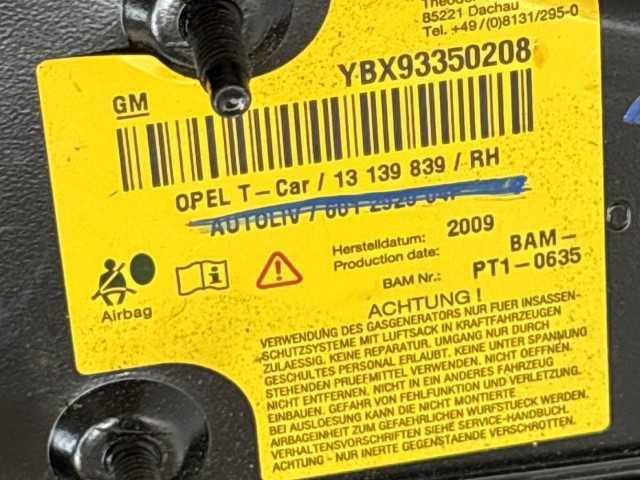 85221 Dachau
Tel. +49/(0)8131/295-0
YBX93350208
GM
OPEL T-Car / 13 139 839 / RH
AUTOLIV /
Herstelldatum: 2009
Production date:
BAM Nr.: BAM-
PT1-0635
Airbag
ACHTUNG !
VERWENDUNG DES GASGENERATORS NUR FUER INSASSEN-
SCHUTZSYSTEME MIT LUFTSACK IN KRAFTFAHRZEUGEN
ZULAESSIG. KEINE REPARATUR. UMGANG NUR DURCH
GESCHULTES PERSONAL ERLAUBT. KEINE UNTER SPANNUNG
STEHENDEN PRUEFMITTEL VERWENDEN. NICHT OEFFNEN.
NICHT ENTFERNEN. NICHT IN EIN ANDERES FAHRZEUG
EINBAUEN. GEFAHR VON FEHLFUNKTION UND VERLETZUNG.
BEI AUSLOESUNG KANN DIE NICHT MONTIERTE
AIRBAGEINHEIT ZUM GEFAEHRLICHEN WURFSTUECK WERDEN.
VERHALTENSVORSCHRIFTEN SIEHE SERVICE-HANDBUCH.
ACHTUNG - NUR INERTE GEGENSTAENDE VERSCHROTTEN.